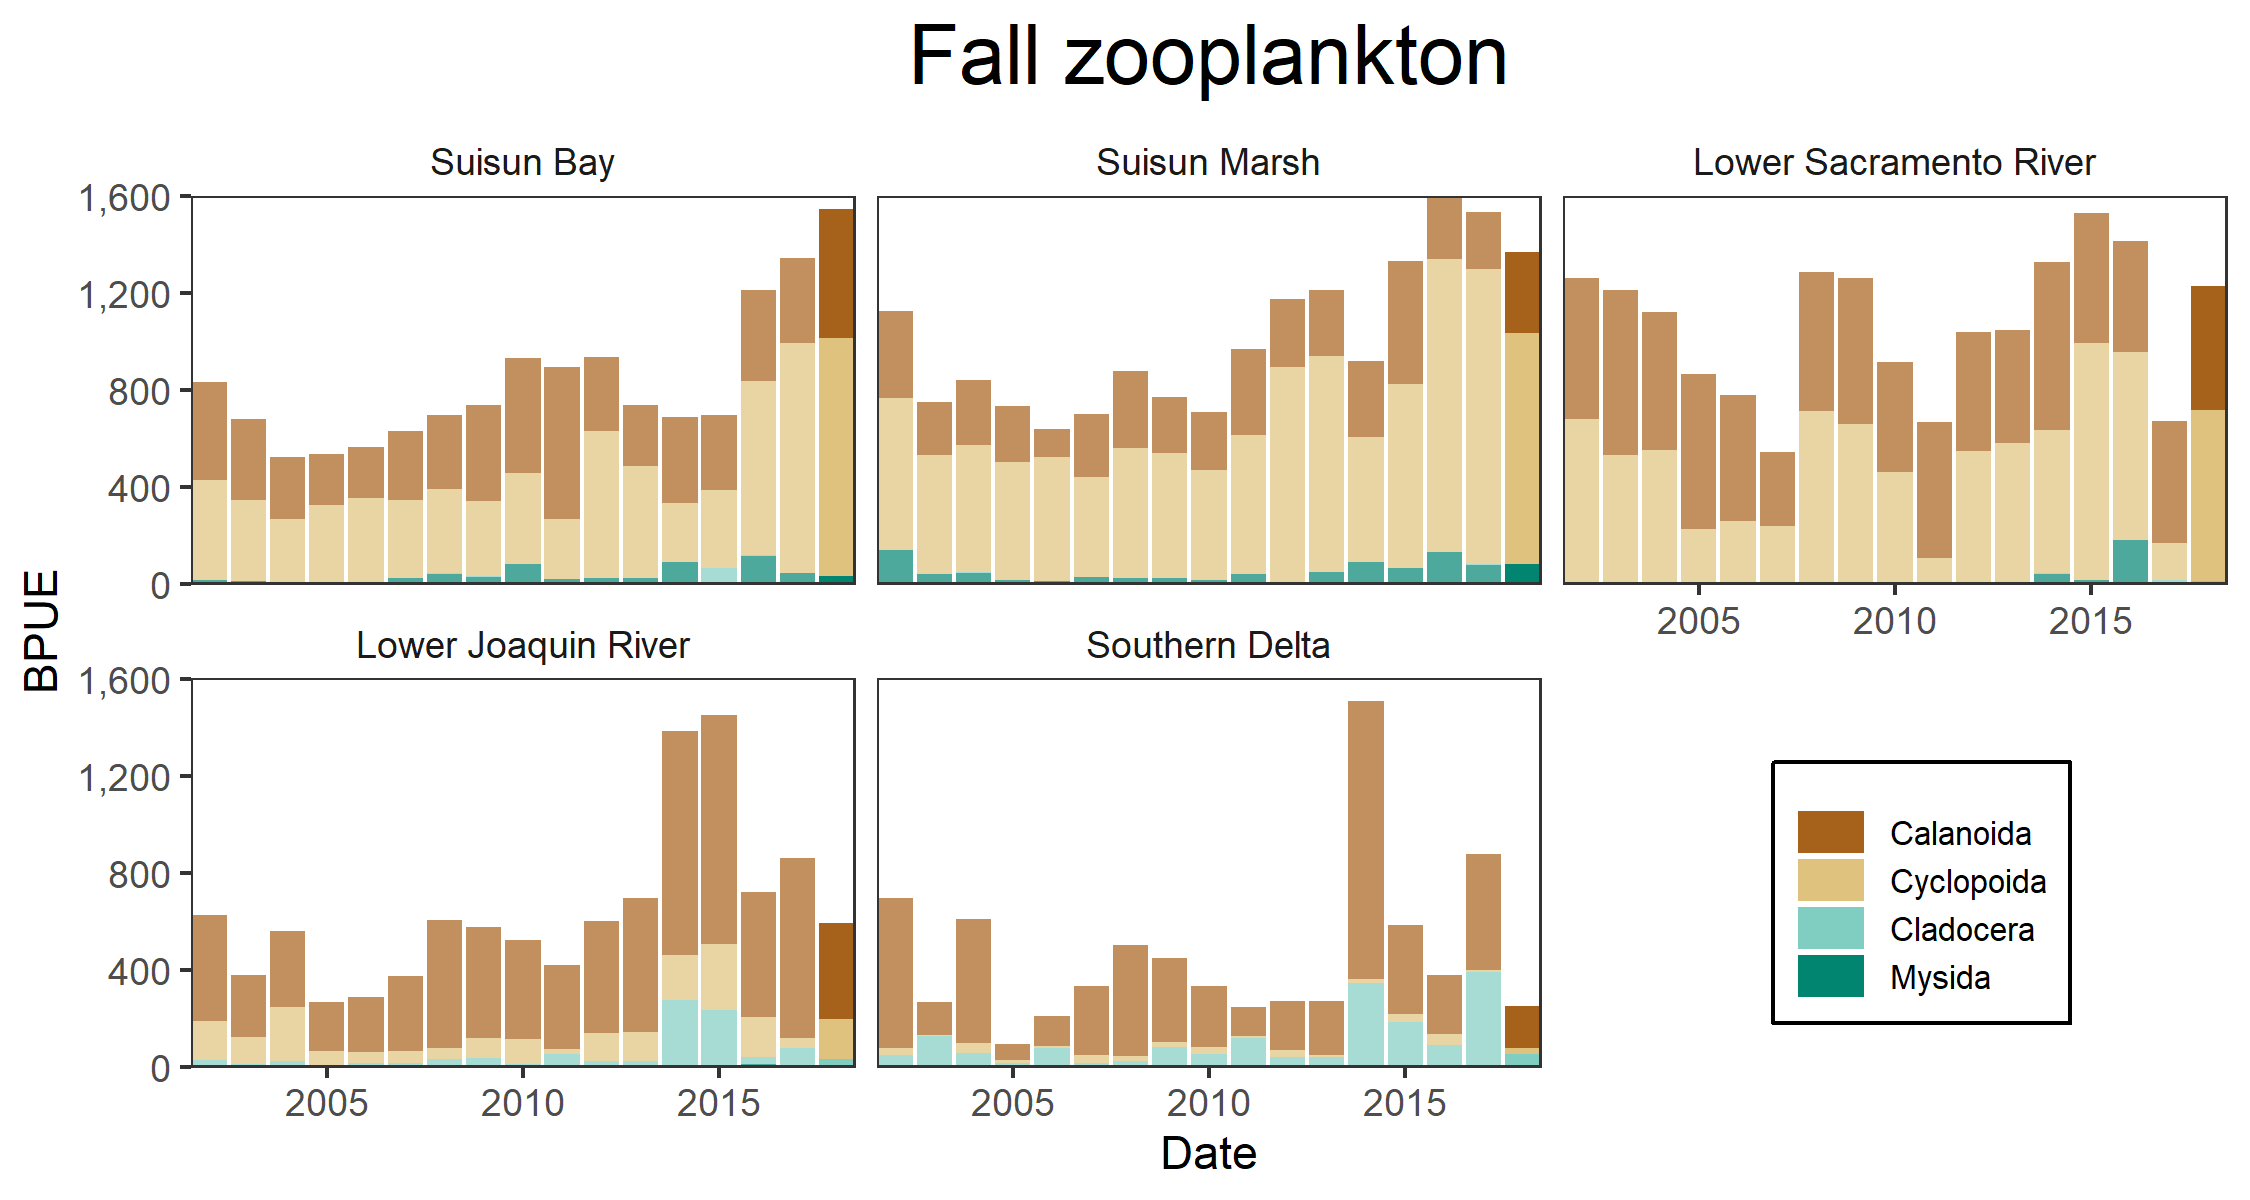 Fall zooplankton
Suisun Bay
Suisun Marsh
Lower Sacramento River
1,600
1,200
800
400
0
2005
2010
2015
BPUE
Lower Joaquin River
Southern Delta
1,600
1,200
800
400
0
2005
2010
2015
2005
2010
2015
Date
Calanoida
Cyclopoida
Cladocera
Mysida